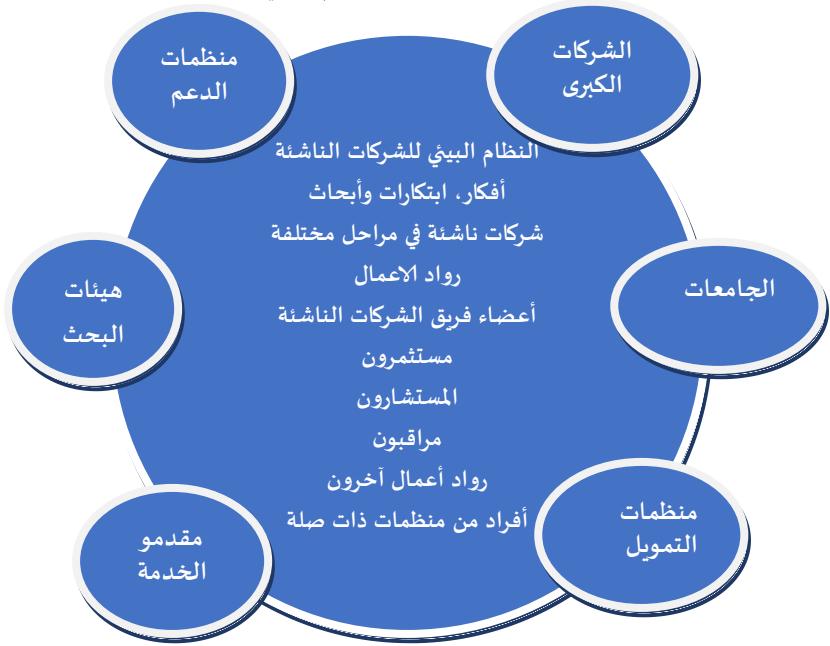 منظمات
الدعم
الشركات
الكبرى
النظام البيئي للشركات الناشئة
أفكار، ابتكارات وأبحاث
شركات ناشئة في مراحل مختلفة
رواد الاعمال
أعضاء فريق الشركات الناشئة
مستثمرون
المستشارون
مراقبون
رواد أعمال آخرون
أفراد من منظمات ذات صلة
الجامعات
هيئات
البحث
منظمات
التمويل
مقدمو
الخدمة